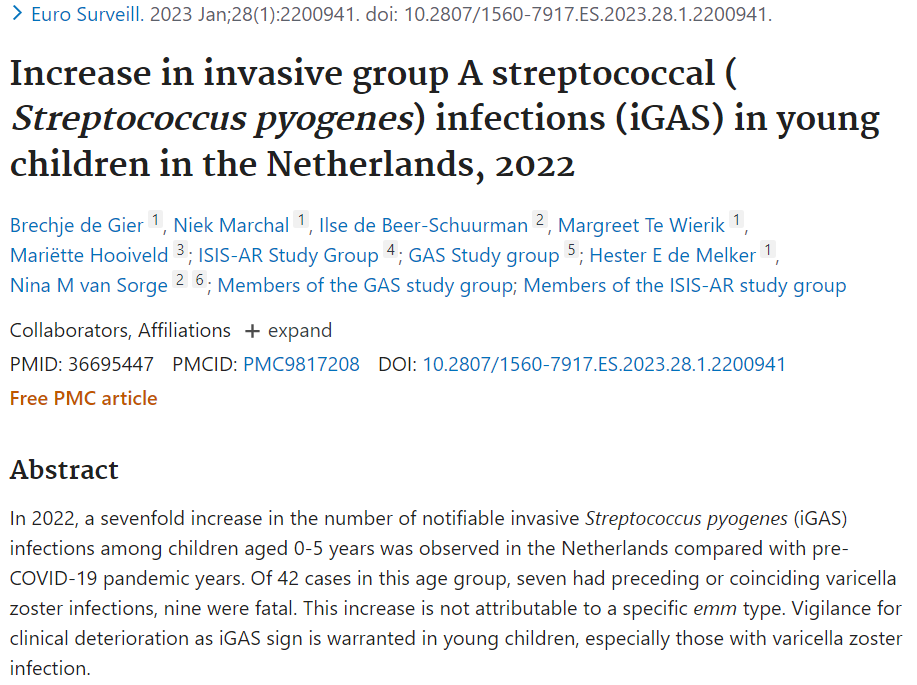 > Euro Surveill. 2023 Jan;28(1):2200941. doi: 10.2807/1560-7917.ES.2023.28.1.2200941.
Increase in invasive group A streptococcal (
Streptococcus pyogenes) infections (iGAS) in young
children in the Netherlands, 2022
Brechje de Gier 1, Niek Marchal 1, Ilse de Beer-Schuurman 2, Margreet Te Wierik 1,
Mariëtte Hooiveld 3; ISIS-AR Study Group 4; GAS Study group 5; Hester E de Melker 1,
Nina M van Sorge 2 6; Members of the GAS study group; Members of the ISIS-AR study group
Collaborators, Affiliations + expand
PMID: 36695447 PMCID: PMC9817208 DOI: 10.2807/1560-7917.ES.2023.28.1.2200941
Free PMC article
Abstract
In 2022, a sevenfold increase in the number of notifiable invasive Streptococcus pyogenes (iGAS)
infections among children aged 0-5 years was observed in the Netherlands compared with pre-
COVID-19 pandemic years. Of 42 cases in this age group, seven had preceding or coinciding varicella
zoster infections, nine were fatal. This increase is not attributable to a specific emm type. Vigilance for
clinical deterioration as iGAS sign is warranted in young children, especially those with varicella zoster
infection.